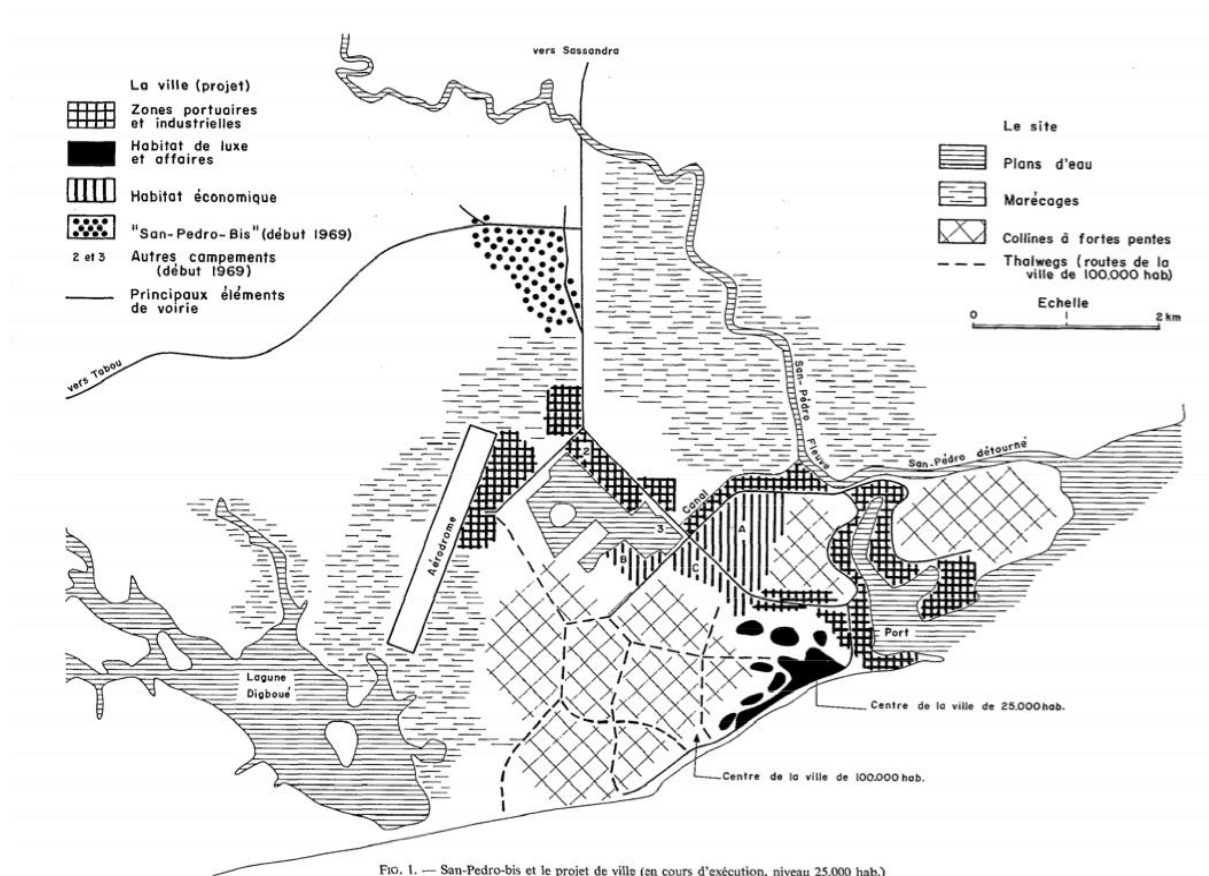 vers Sassandra
La ville (projet)
Zones portuaires
et industrielles
Habitat de luxe
et affaires
Habitat économique
"San-Pedro-Bis" (début 1969)
2 et 3 Autres campements
(début 1969)
Principaux éléments
de voirie
Le site
Plans d'eau
Marécages
Collines à fortes pentes
Thalwegs (routes de la
ville de 100.000 hab)
Echelle
0 2 km
vers Tabou
San-Pédro
Fleuve
San-Pédro détourné
2
Canal
3
A
Aérodrome
B
C
Port
Lagune
Digboué
Centre de la ville de 25.000 hab.
Centre de la ville de 100.000 hab.
FIG. 1. — San-Pedro-bis et le projet de ville (en cours d'exécution, niveau 25.000 hab.)